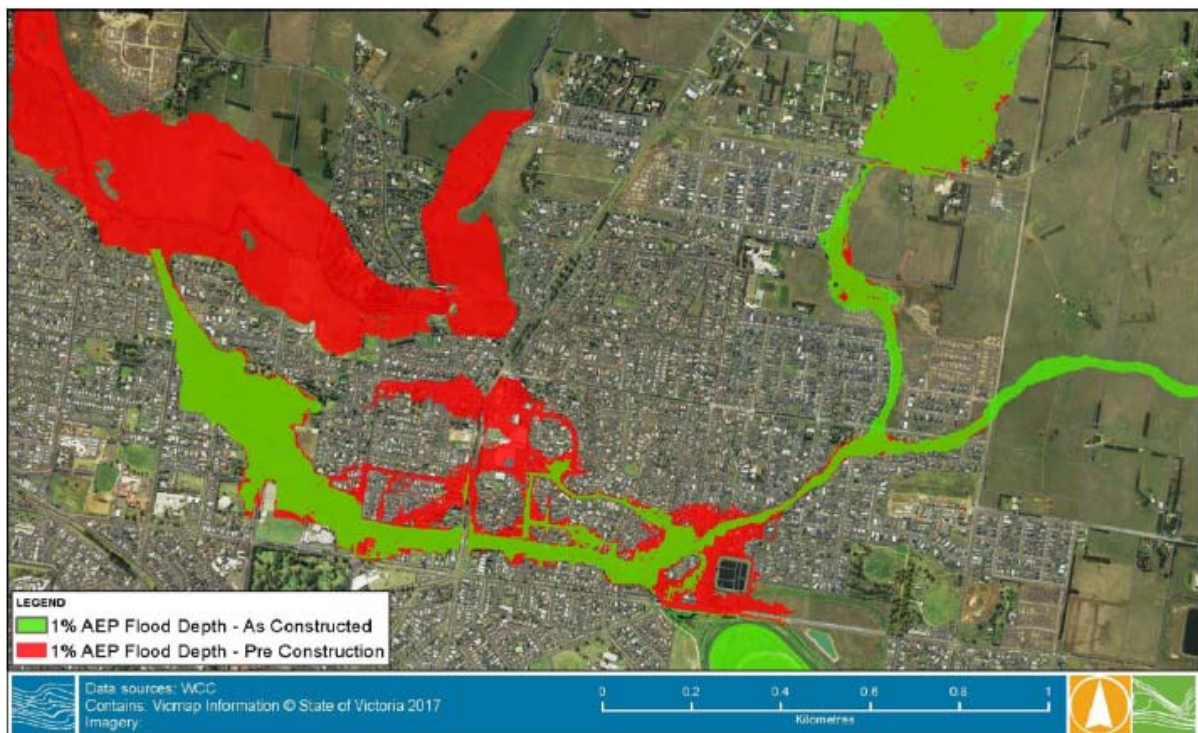 LEGEND
1% AEP Flood Depth - As Constructed
1% AEP Flood Depth - Pre Construction
Data sources: WCC
Contains: Vicmap Information © State of Victoria 2017
Imagery:
0 0.2 0.4 0.6 0.8 1
Kilometres